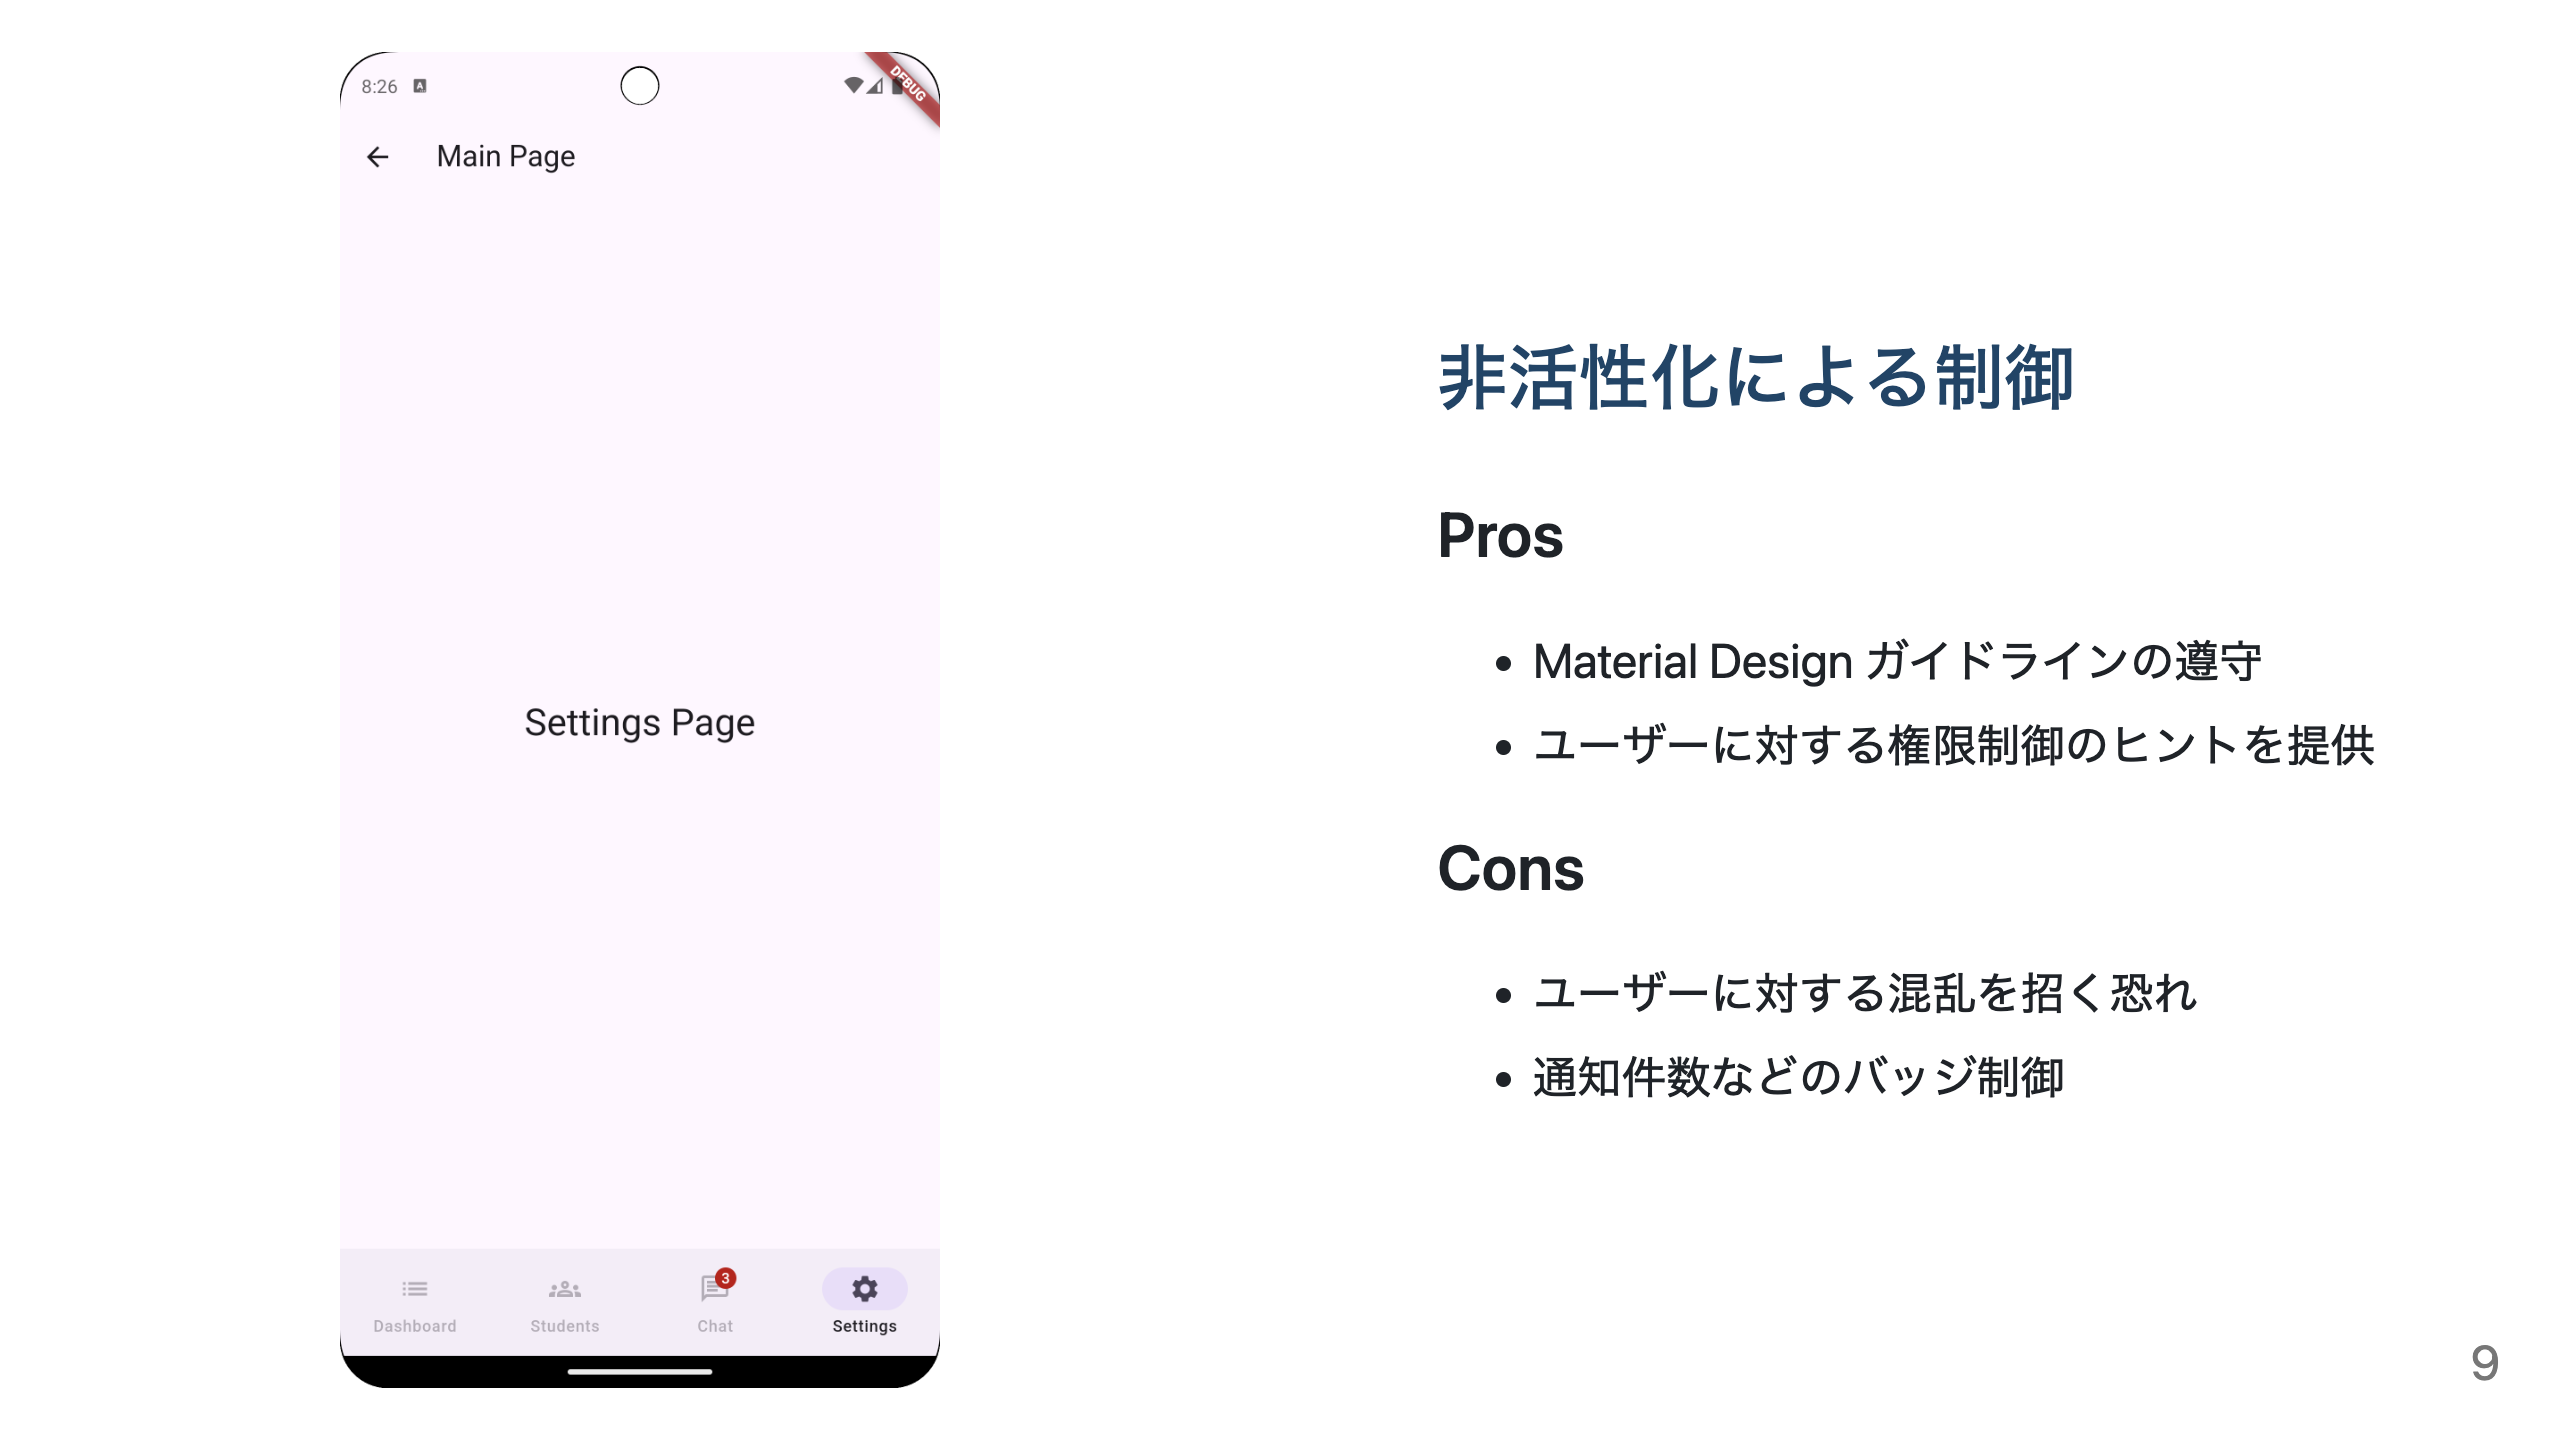 8:26
DEBUG
Main Page
Settings Page
Dashboard
Students
3
Chat
Settings
非活性化による制御
Pros
• Material Design ガイドラインの遵守
• ユーザーに対する権限制御のヒントを提供
Cons
• ユーザーに対する混乱を招く恐れ
• 通知件数などのバッジ制御
9